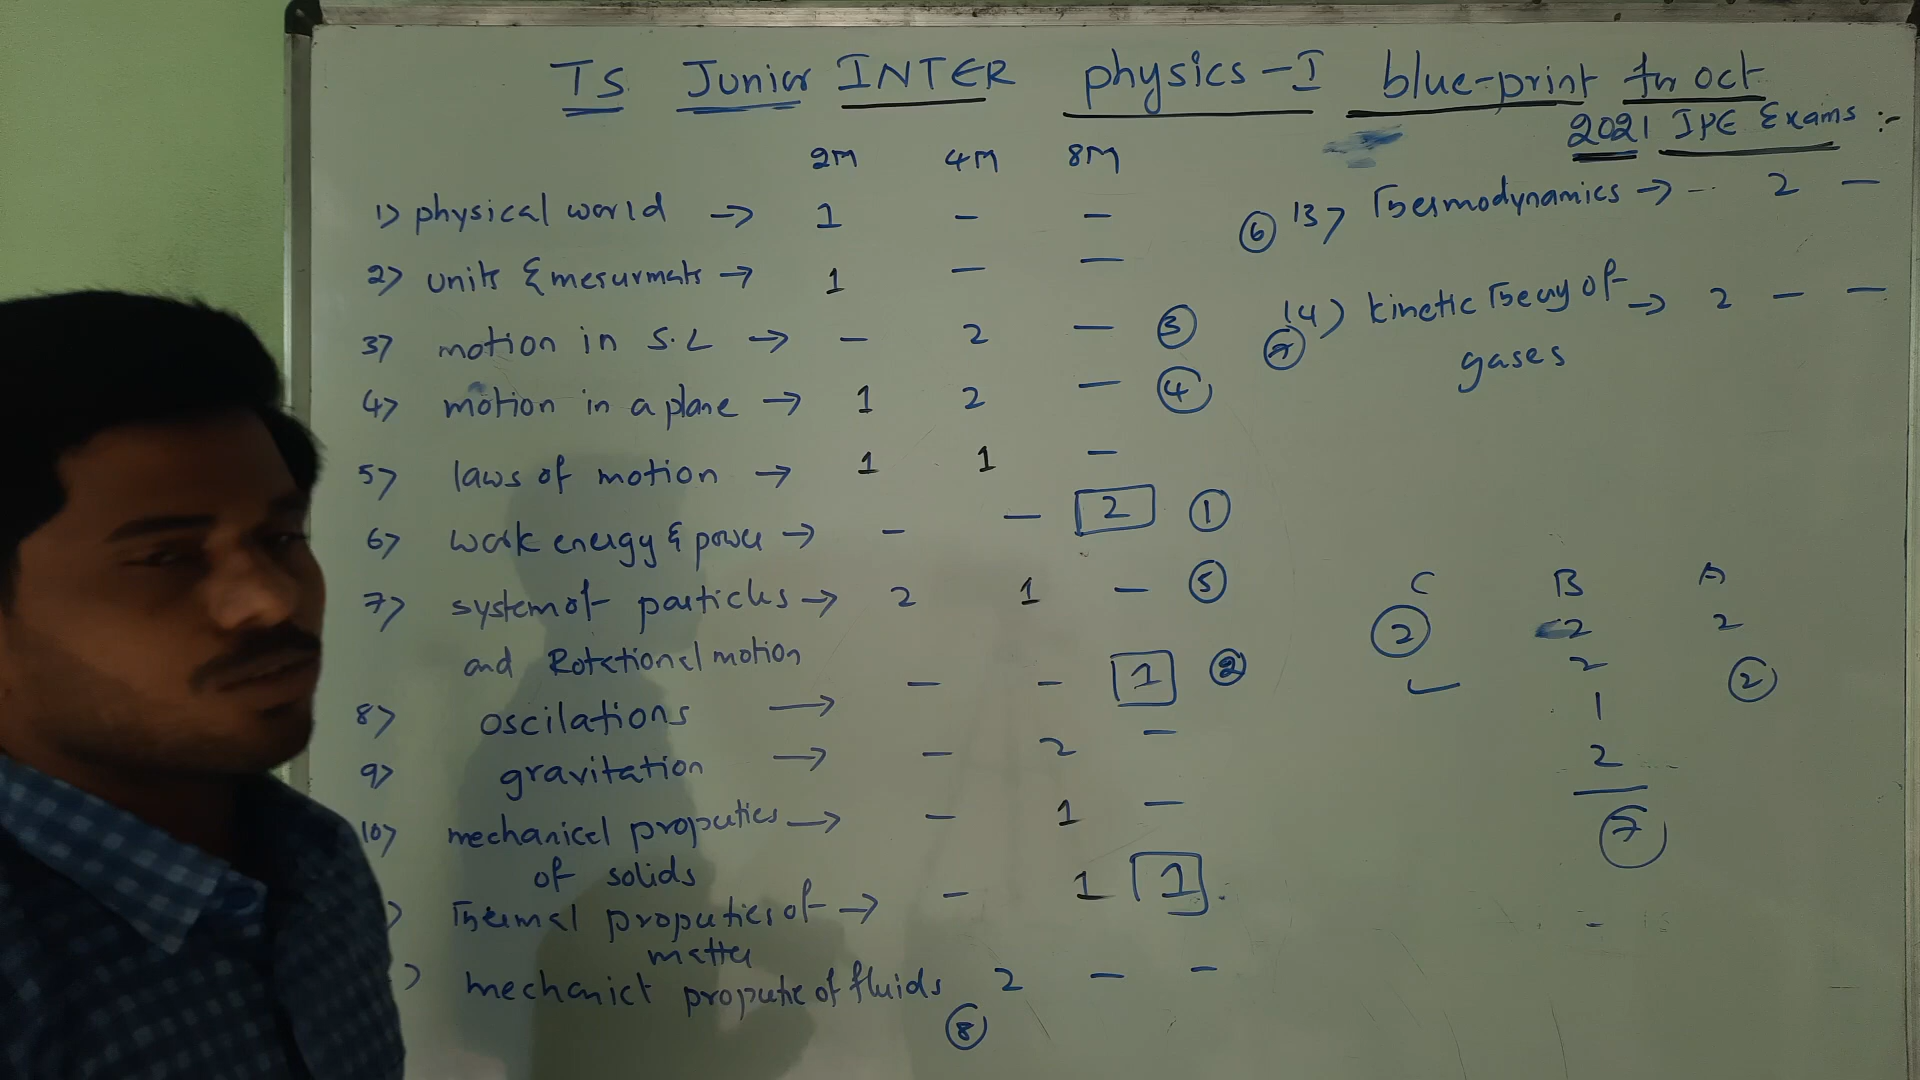 TS Junior INTER physics-I blue-print for oct
2021 IPE Exams :-
2M 4M 8M
1) physical world → 1 - -
2) units & mesurmats → 1 - -
3) motion in S.L → - 2 - 3
4) motion in a plane → 1 2 - 4
5) laws of motion → 1 1 -
6) work energy & power → - - 2 1
7) system of particles → 2 1 - 5
and Rotational motion
8) oscilations → - - 1 2
9) gravitation → - 2 -
10) mechanical properties → - 1 -
of solids
) Thermal properties of → - 1 1
matter
) mechanict propertie of fluids 2 - -
8
6 13) Thermodynamics → - 2 -
7 14) kinetic Theory of → 2 - -
gases
C B A
2 2 2
2 2
1
2
7